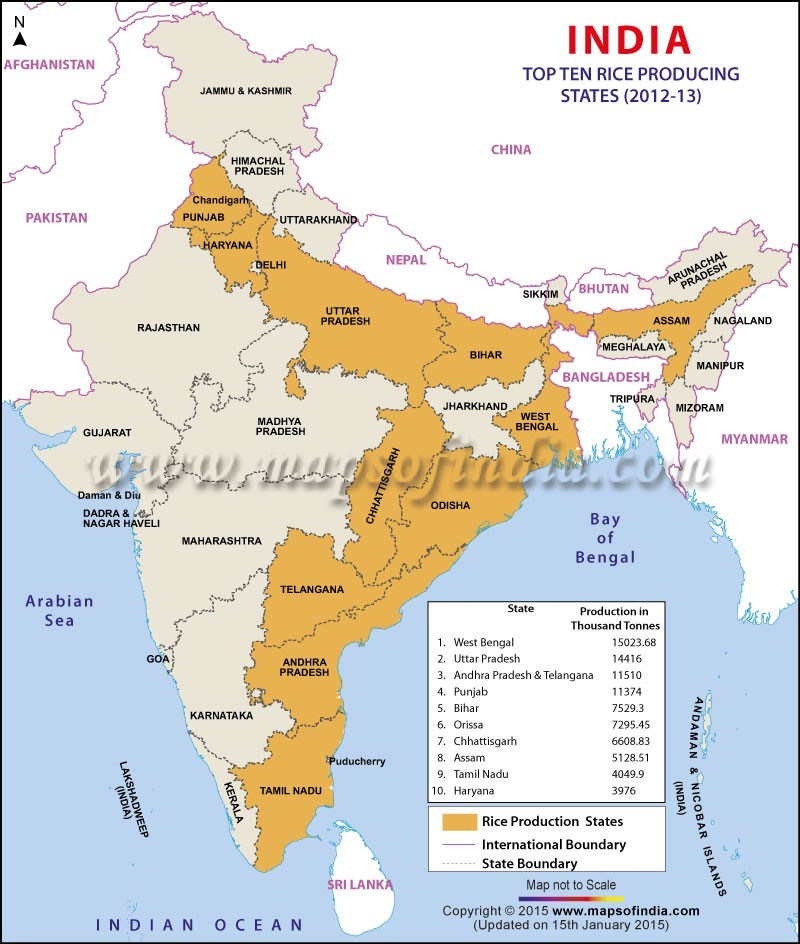 N
INDIA
TOP TEN RICE PRODUCING
STATES (2012-13)
AFGHANISTAN
JAMMU & KASHMIR
CHINA
HIMACHAL
PRADESH
Chandigarh
PUNJAB
PAKISTAN
UTTARAKHAND
HARYANA
DELHI
NEPAL
ARUNACHAL
PRADESH
SIKKIM
BHUTAN
UTTAR
PRADESH
ASSAM
NAGALAND
RAJASTHAN
MEGHALAYA
BIHAR
MANIPUR
BANGLADESH
TRIPURA
MIZORAM
JHARKHAND
GUJARAT
MADHYA
PRADESH
WEST
BENGAL
MYANMAR
www.mapsofindia.com
CHHATTISGARH
Daman & Diu
DADRA &
NAGAR HAVELI
ODISHA
MAHARASHTRA
Bay
of
Bengal
TELANGANA
Arabian
Sea
GOA
ANDHRA
PRADESH
KARNATAKA
Puducherry
TAMIL NADU
KERALA
LAKSHADWEEP
(INDIA)
ANDAMAN & NICOBAR ISLANDS
(INDIA)
SRI LANKA
INDIAN OCEAN
State Production in
Thousand Tonnes
1. West Bengal 15023.68
2. Uttar Pradesh 14416
3. Andhra Pradesh & Telangana 11510
4. Punjab 11374
5. Bihar 7529.3
6. Orissa 7295.45
7. Chhattisgarh 6608.83
8. Assam 5128.51
9. Tamil Nadu 4049.9
10. Haryana 3976
Rice Production States
International Boundary
State Boundary
Map not to Scale
Copyright © 2015 www.mapsofindia.com
(Updated on 15th January 2015)